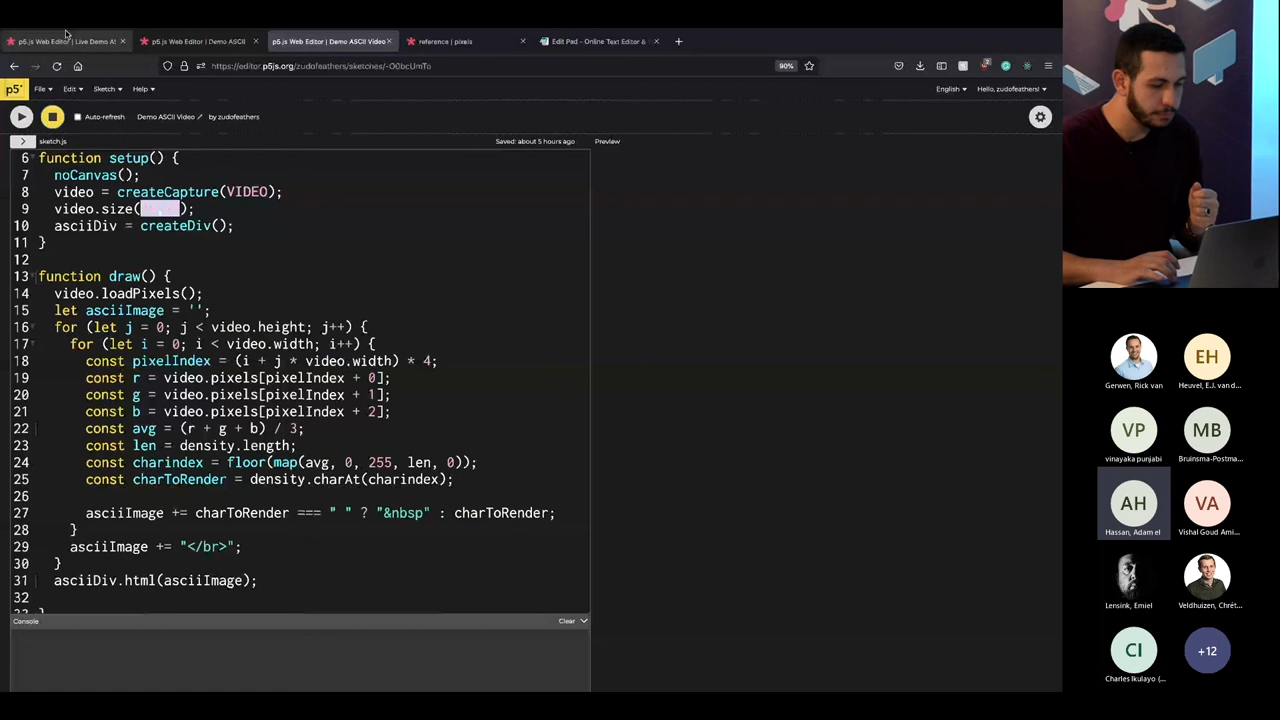 p5.js Web Editor | Live Demo AS
p5.js Web Editor | Demo ASCII
p5.js Web Editor | Demo ASCII Video
reference | pixels
Edit Pad - Online Text Editor &
https://editor.p5js.org/zudofeathers/sketches/-O0bcUmTo
90%
p5*
File
Edit
Sketch
Help
English
Hello, zudofeathers!
Auto-refresh
Demo ASCII Video
by zudofeathers
sketch.js
Saved: about 5 hours ago
Preview
6 function setup() {
7 noCanvas();
8 video = createCapture(VIDEO);
9 video.size( );
10 asciiDiv = createDiv();
11 }
12
13 function draw() {
14 video.loadPixels();
15 let asciiImage = '';
16 for (let j = 0; j < video.height; j++) {
17 for (let i = 0; i < video.width; i++) {
18 const pixelIndex = (i + j * video.width) * 4;
19 const r = video.pixels[pixelIndex + 0];
20 const g = video.pixels[pixelIndex + 1];
21 const b = video.pixels[pixelIndex + 2];
22 const avg = (r + g + b) / 3;
23 const len = density.length;
24 const charindex = floor(map(avg, 0, 255, len, 0));
25 const charToRender = density.charAt(charindex);
26
27 asciiImage += charToRender === " " ? "&nbsp" : charToRender;
28 }
29 asciiImage += "</br>";
30 }
31 asciiDiv.html(asciiImage);
32
33 }
Console
Clear
Gerwen, Rick van
EH
Heuvel, E.J. van d...
VP
vinayaka punjabi
MB
Bruinsma-Postma...
AH
Hassan, Adam el
VA
Vishal Goud Ami...
Lensink, Emiel
Veldhuizen, Chrét...
CI
Charles Ikulayo (...
+12